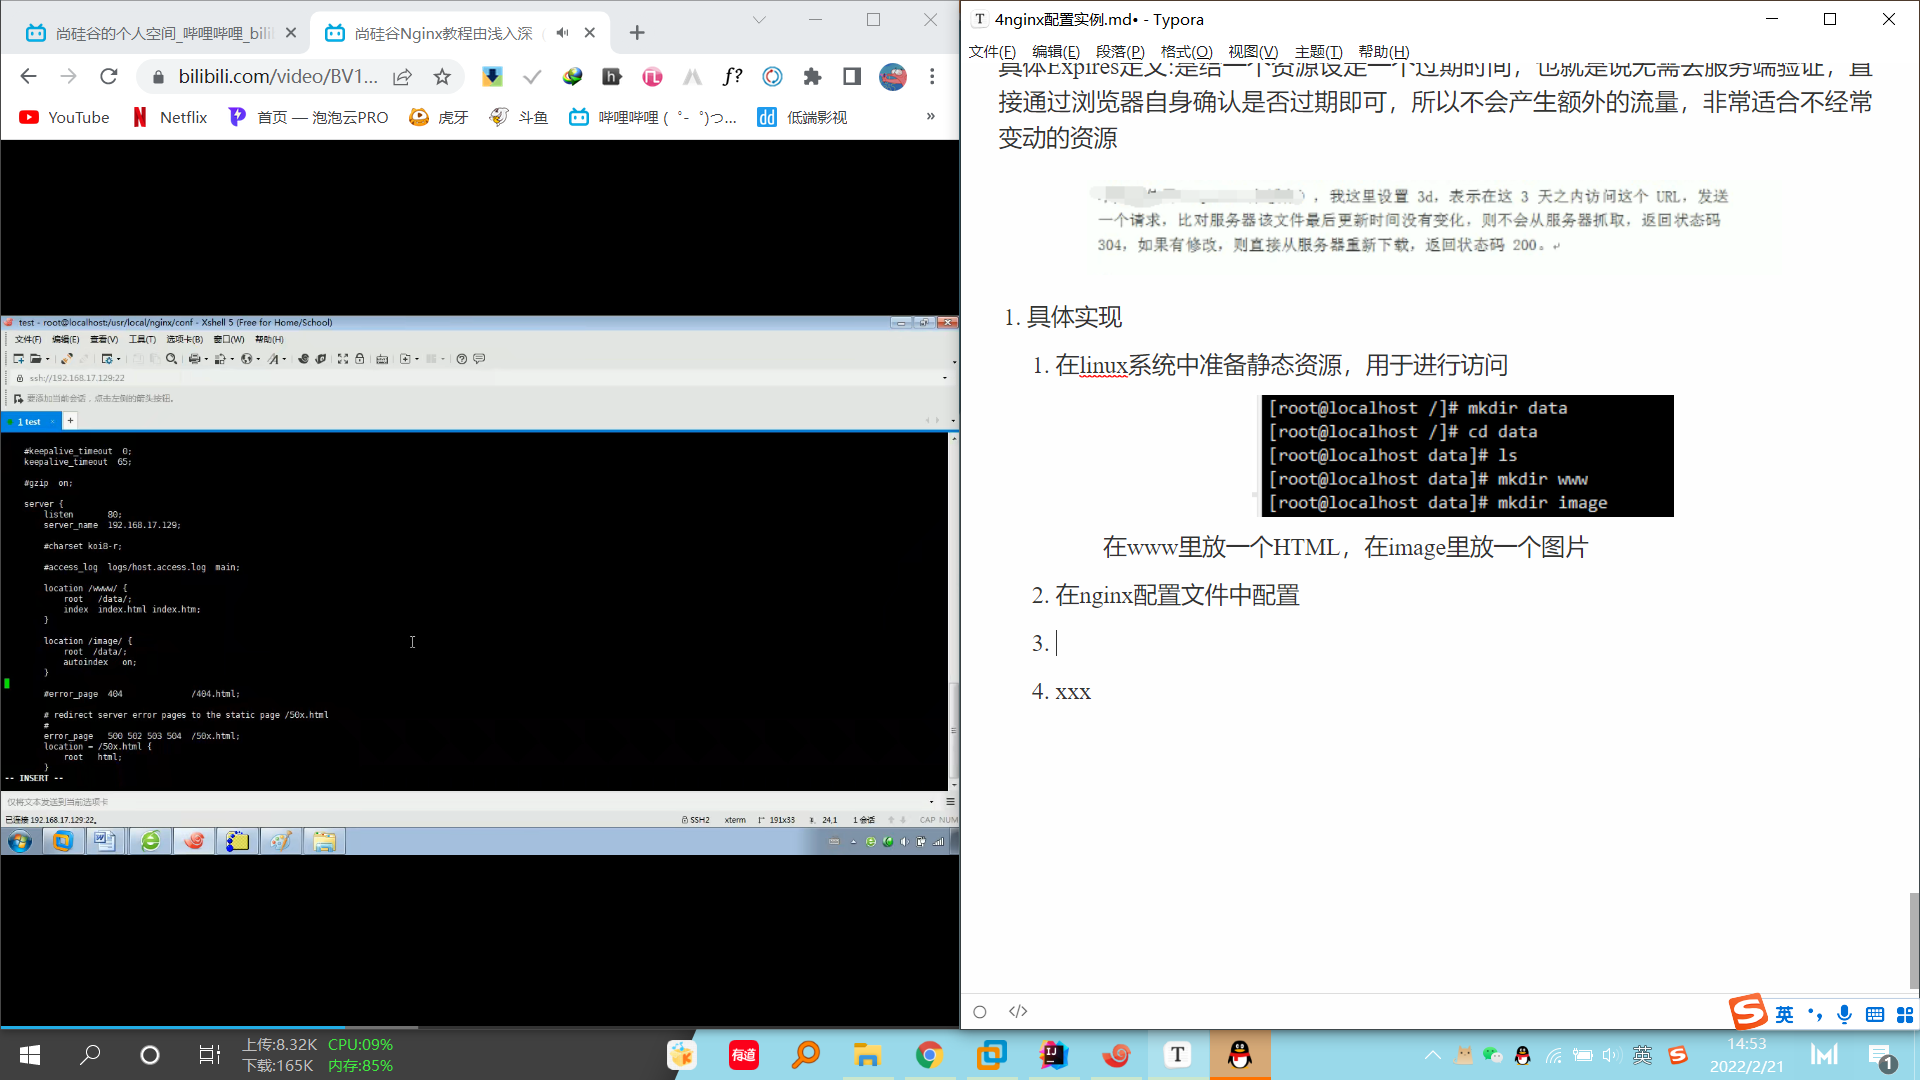 尚硅谷的个人空间_哔哩哔哩_bili
尚硅谷Nginx教程由浅入深
bilibili.com/video/BV1...
YouTube
Netflix
首页 — 泡泡云PRO
虎牙
斗鱼
哔哩哔哩 (゜-゜)つ...
低端影视
»
test - root@localhost:/usr/local/nginx/conf - Xshell 5 (Free for Home/School)
文件(F) 编辑(E) 查看(V) 工具(T) 选项卡(B) 窗口(W) 帮助(H)
ssh://192.168.17.129:22
要添加当前会话，点击左侧的箭头按钮。
1 test
#keepalive_timeout  0;
keepalive_timeout  65;
#gzip  on;
server {
listen       80;
server_name  192.168.17.129;
#charset koi8-r;
#access_log  logs/host.access.log  main;
location /www/ {
root   /data/;
index  index.html index.htm;
}
location /image/ {
root  /data/;
autoindex   on;
}
#error_page  404              /404.html;
# redirect server error pages to the static page /50x.html
#
error_page   500 502 503 504  /50x.html;
location = /50x.html {
root   html;
}
-- INSERT --
仅将文本发送到当前选项卡
已连接 192.168.17.129:22。
SSH2
xterm
191x33
24,1
1 会话
CAP NUM
4nginx配置实例.md• - Typora
文件(F) 编辑(E) 段落(P) 格式(O) 视图(V) 主题(T) 帮助(H)
具体Expires定义:是给一个资源设定一个过期时间，也就是说无需去服务端验证，直
接通过浏览器自身确认是否过期即可，所以不会产生额外的流量，非常适合不经常
变动的资源
，我这里设置 3d，表示在这 3 天之内访问这个 URL，发送
一个请求，比对服务器该文件最后更新时间没有变化，则不会从服务器抓取，返回状态码
304，如果有修改，则直接从服务器重新下载，返回状态码 200。
1. 具体实现
1. 在linux系统中准备静态资源，用于进行访问
[root@localhost /]# mkdir data
[root@localhost /]# cd data
[root@localhost data]# ls
[root@localhost data]# mkdir www
[root@localhost data]# mkdir image
在www里放一个HTML，在image里放一个图片
2. 在nginx配置文件中配置
3.
4. xxx
</>
英
上传:8.32K CPU:09%
下载:165K 内存:85%
有道
英
14:53
2022/2/21
1